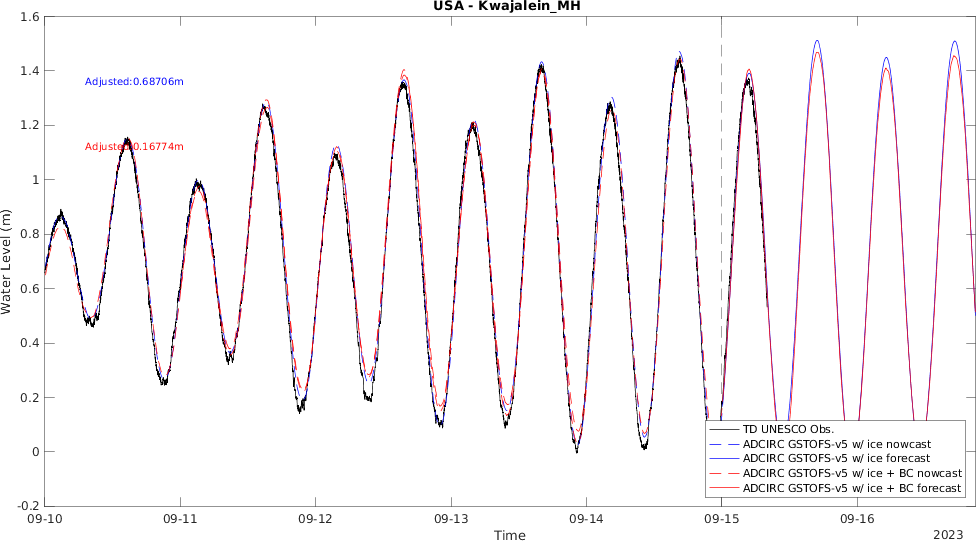 USA - Kwajalein_MH
1.6
1.4
1.2
1
0.8
0.6
0.4
0.2
0
-0.2
Water Level (m)
Adjusted:0.68706m
Adjusted:0.16774m
TD UNESCO Obs.
ADCIRC GSTOFS-v5 w/ ice nowcast
ADCIRC GSTOFS-v5 w/ ice forecast
ADCIRC GSTOFS-v5 w/ ice + BC nowcast
ADCIRC GSTOFS-v5 w/ ice + BC forecast
09-10 09-11 09-12 09-13 09-14 09-15 09-16
Time
2023